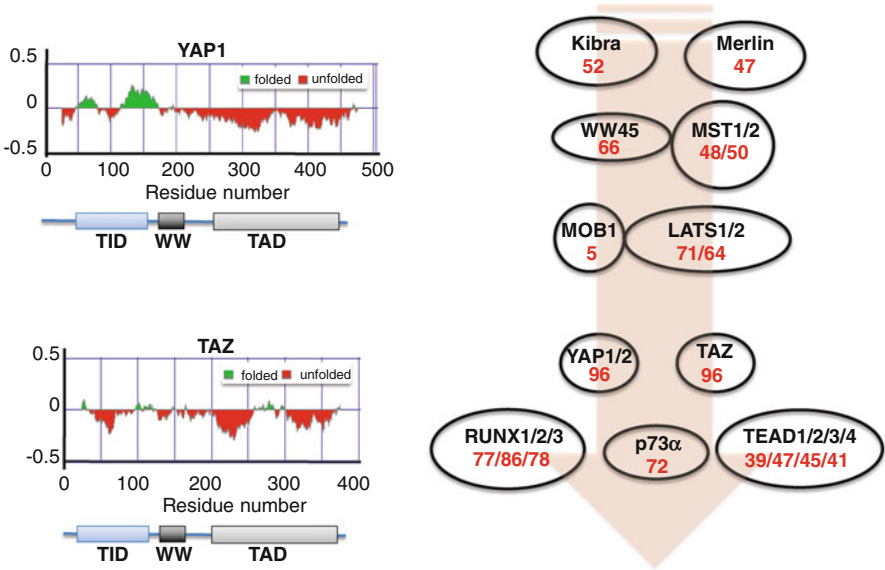 YAP1
0.5
folded unfolded
0
-0.5
0 100 200 300 400 500
Residue number
TID WW TAD
TAZ
0.5
folded unfolded
0
-0.5
0 100 200 300 400
Residue number
TID WW TAD
Kibra
52
Merlin
47
WW45
66
MST1/2
48/50
MOB1
5
LATS1/2
71/64
YAP1/2
96
TAZ
96
RUNX1/2/3
77/86/78
p73α
72
TEAD1/2/3/4
39/47/45/41